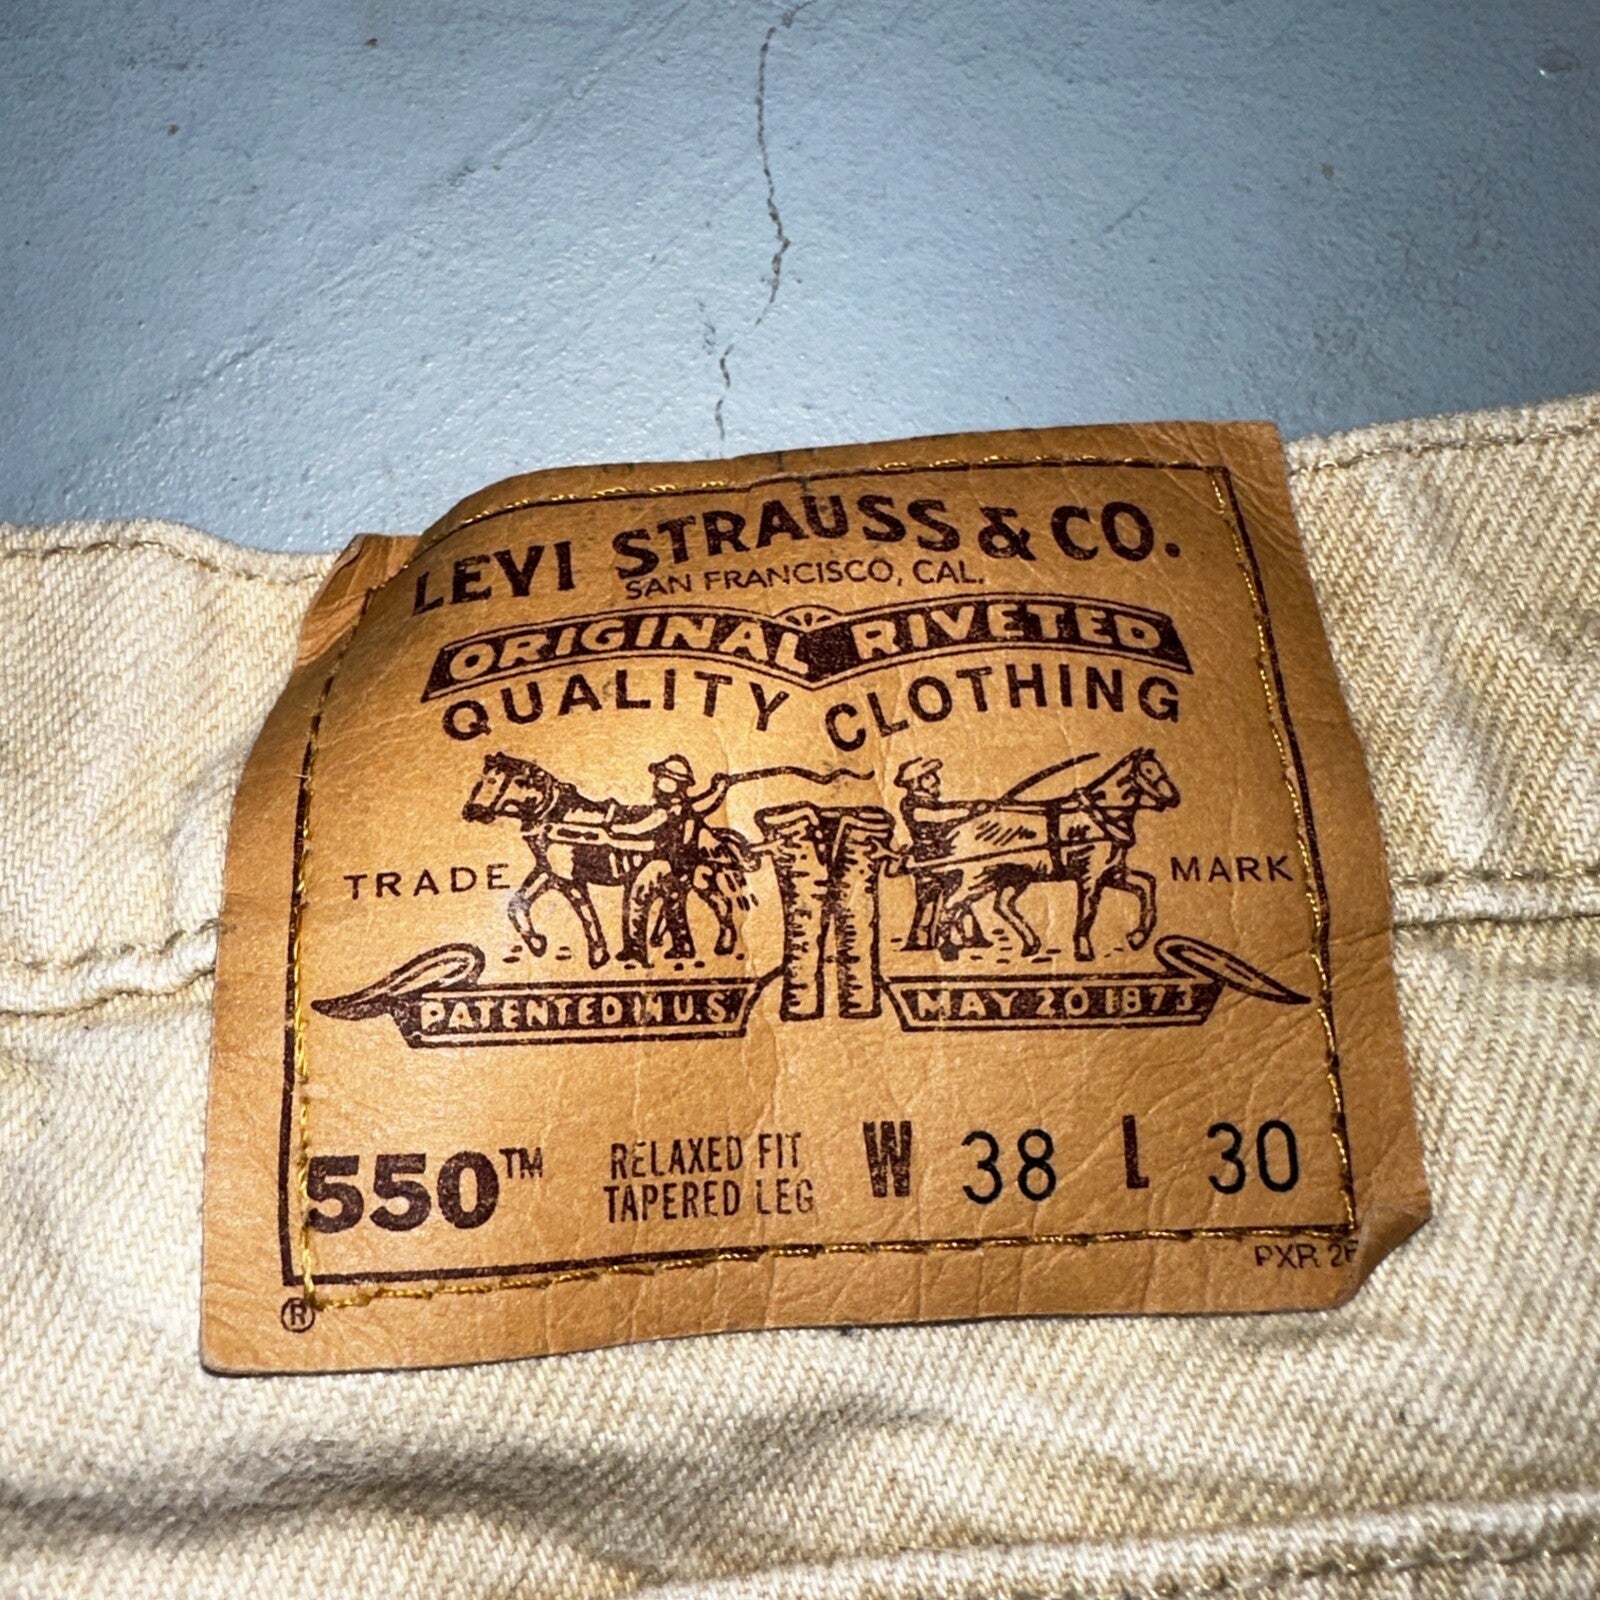 LEVI STRAUSS & CO.
SAN FRANCISCO, CAL.
ORIGINAL RIVETED
QUALITY CLOTHING
TRADE MARK
PATENTED IN U.S. MAY 20 1873
550™ RELAXED FIT W 38 L 30
TAPERED LEG
PXR
®